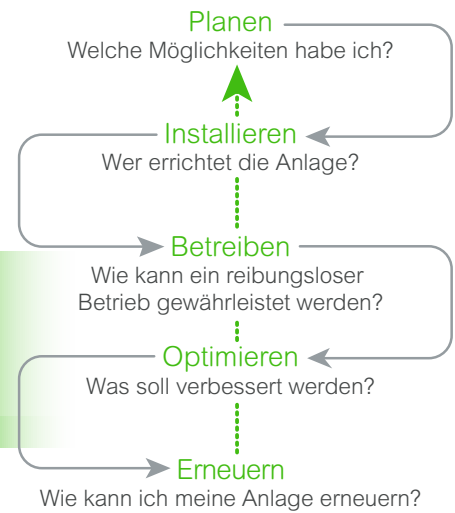 Planen
Welche Möglichkeiten habe ich?
Installieren
Wer errichtet die Anlage?
Betreiben
Wie kann ein reibungsloser
Betrieb gewährleistet werden?
Optimieren
Was soll verbessert werden?
Erneuern
Wie kann ich meine Anlage erneuern?